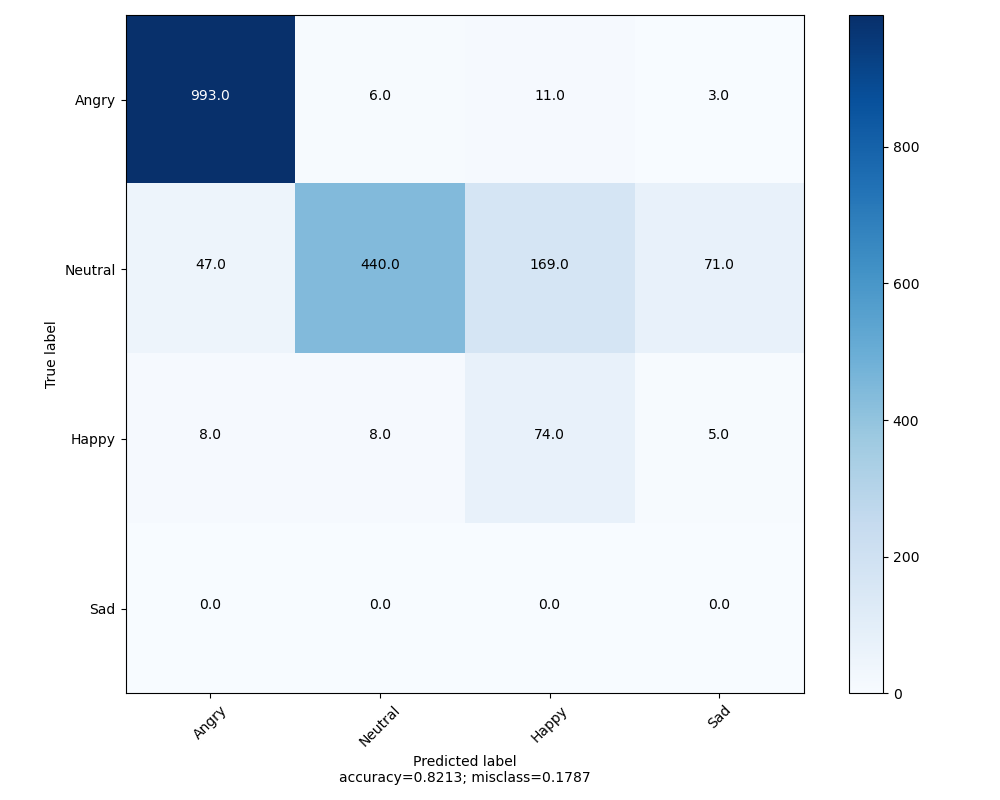 Angry
993.0 6.0 11.0 3.0
800
Neutral
47.0 440.0 169.0 71.0
600
True label
Happy
8.0 8.0 74.0 5.0
400
200
Sad
0.0 0.0 0.0 0.0
0
Angry Neutral Happy Sad
Predicted label
accuracy=0.8213; misclass=0.1787